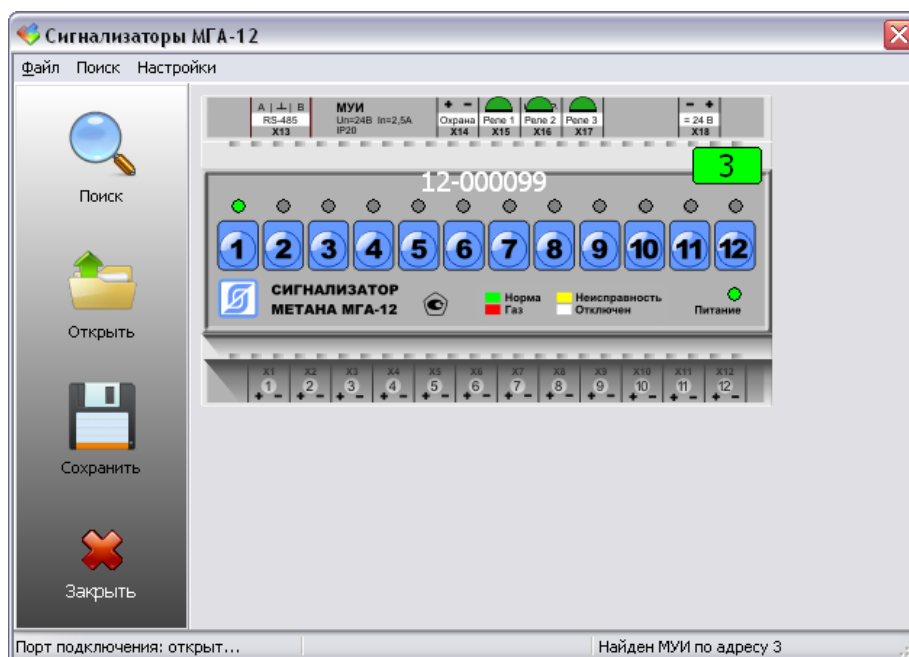 Сигнализаторы МГА-12
Файл Поиск Настройки
Поиск
Открыть
Сохранить
Закрыть
A | ⊥ | B
RS-485
X13
МУИ
Uп=24В Iп=2,5А
IP20
+ −
Охрана Реле 1 Реле 2 Реле 3
X14 X15 X16 X17
− +
= 24 В
X18
3
12-000099
1 2 3 4 5 6 7 8 9 10 11 12
СИГНАЛИЗАТОР
МЕТАНА МГА-12
Норма
Газ
Неисправность
Отключен
Питание
X1 X2 X3 X4 X5 X6 X7 X8 X9 X10 X11 X12
1 2 3 4 5 6 7 8 9 10 11 12
+ − + − + − + − + − + − + − + − + − + − + − + −
Порт подключения: открыт... Найден МУИ по адресу 3